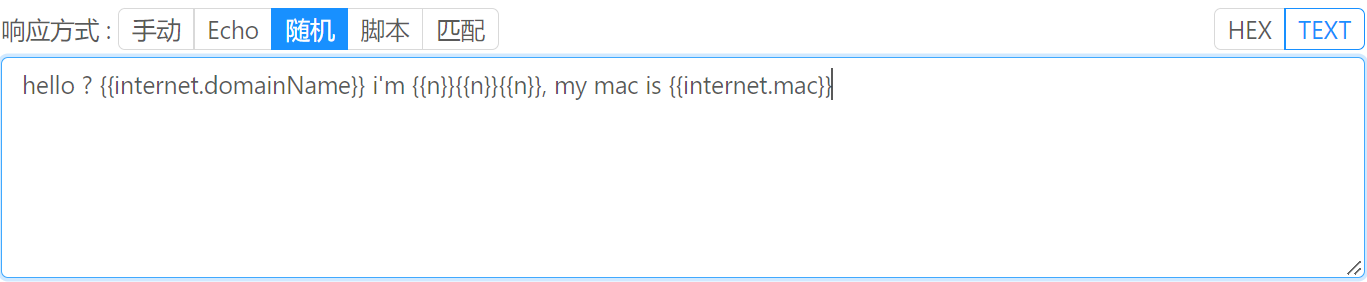 响应方式 : 手动 Echo 随机 脚本 匹配 HEX TEXT
hello ? {{internet.domainName}} i'm {{n}}{{n}}{{n}}, my mac is {{internet.mac}}